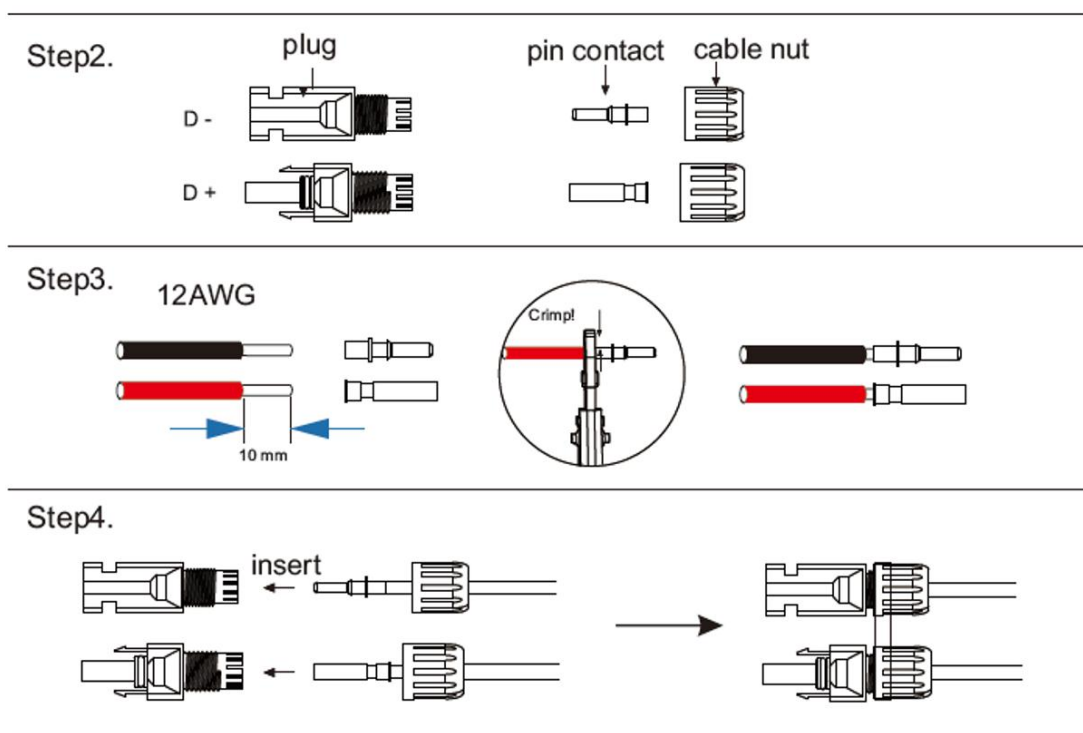 Step2.
plug
pin contact
cable nut
D -
D +
Step3.
12AWG
Crimp!
10 mm
Step4.
insert